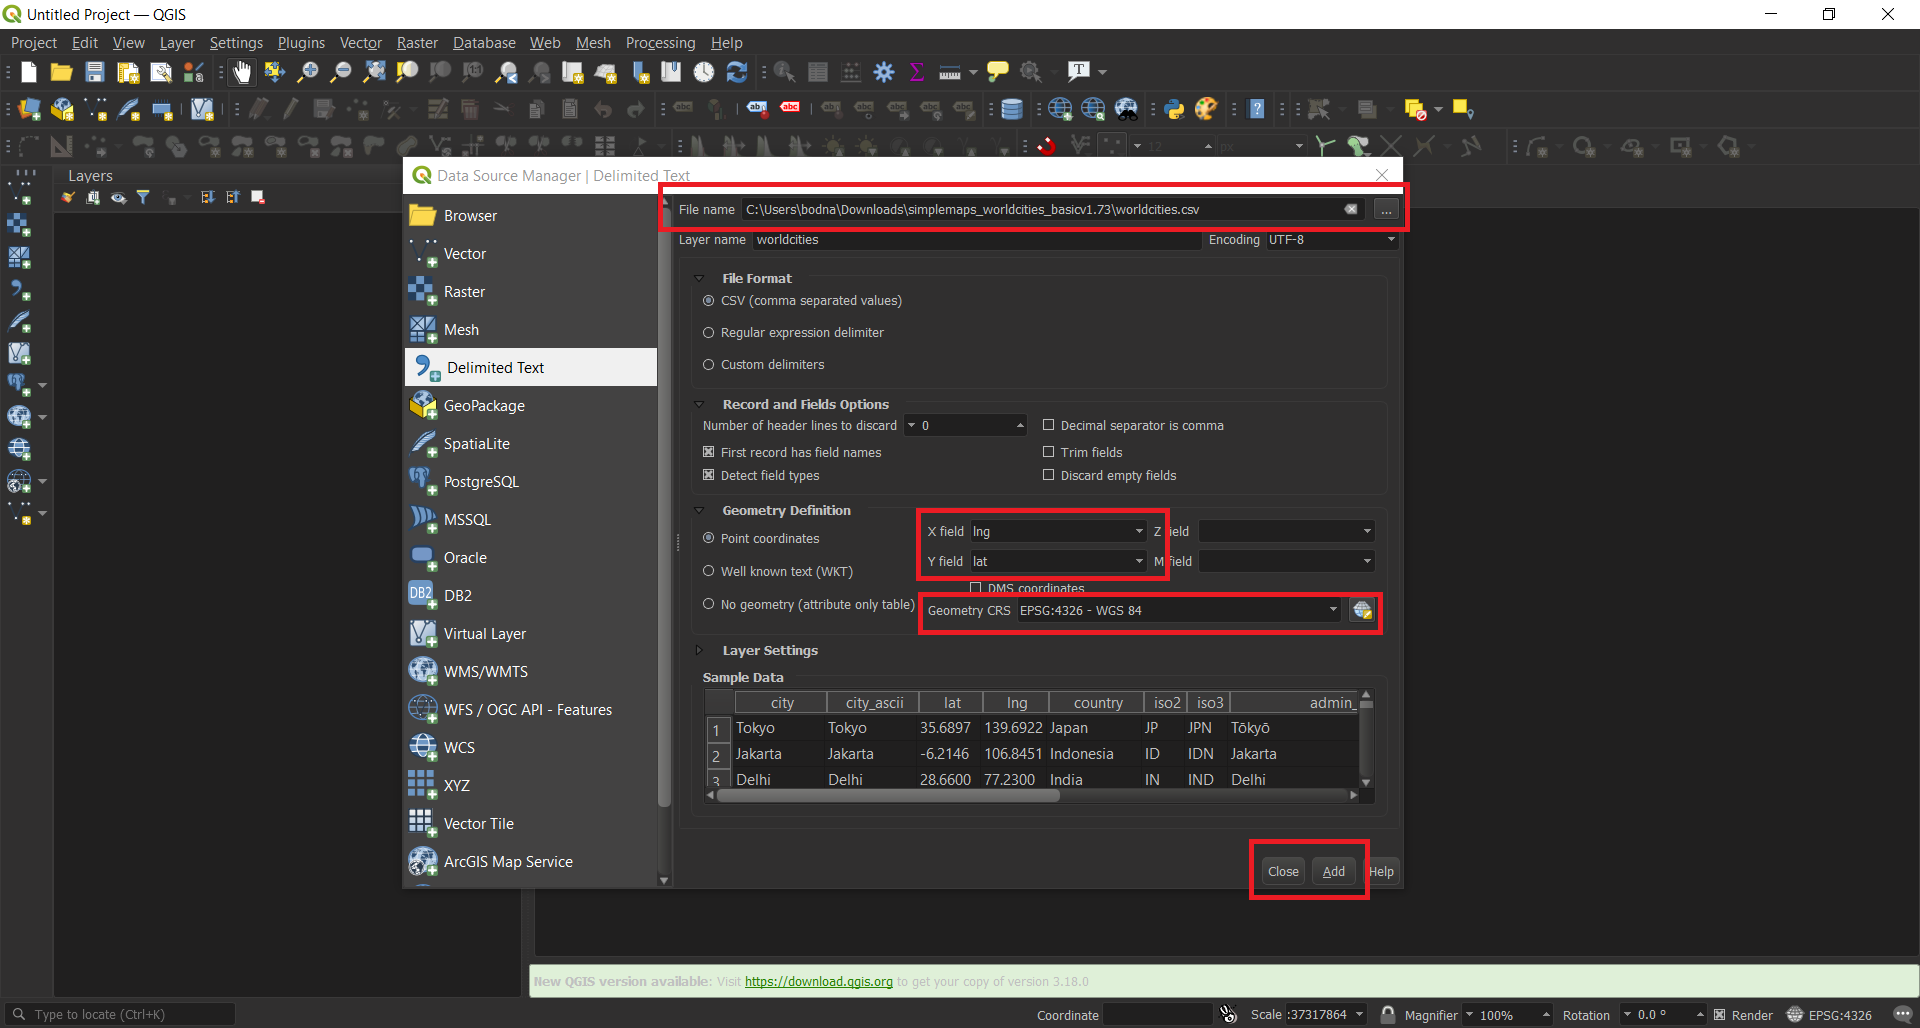 Untitled Project — QGIS
Project Edit View Layer Settings Plugins Vector Raster Database Web Mesh Processing Help
12 px
Layers
Data Source Manager | Delimited Text
Browser
Vector
Raster
Mesh
Delimited Text
GeoPackage
SpatiaLite
PostgreSQL
MSSQL
Oracle
DB2
DB2
Virtual Layer
WMS/WMTS
WFS / OGC API - Features
WCS
XYZ
Vector Tile
ArcGIS Map Service
File name C:\Users\bodna\Downloads\simplemaps_worldcities_basicv1.73\worldcities.csv ...
Layer name worldcities Encoding UTF-8
File Format
CSV (comma separated values)
Regular expression delimiter
Custom delimiters
Record and Fields Options
Number of header lines to discard 0 Decimal separator is comma
First record has field names Trim fields
Detect field types Discard empty fields
Geometry Definition
Point coordinates X field lng Z field
Y field lat M field
Well known text (WKT)
DMS coordinates
No geometry (attribute only table) Geometry CRS EPSG:4326 - WGS 84
Layer Settings
Sample Data
city city_ascii lat lng country iso2 iso3 admin_
1 Tokyo Tokyo 35.6897 139.6922 Japan JP JPN Tōkyō
2 Jakarta Jakarta -6.2146 106.8451 Indonesia ID IDN Jakarta
3 Delhi Delhi 28.6600 77.2300 India IN IND Delhi
Close Add Help
New QGIS version available: Visit https://download.qgis.org to get your copy of version 3.18.0
Type to locate (Ctrl+K) Coordinate Scale :37317864 Magnifier 100% Rotation 0.0 ° Render EPSG:4326